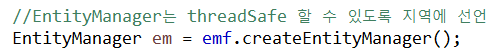 //EntityManager는 threadSafe 할 수 있도록 지역에 선언
EntityManager em = emf.createEntityManager();